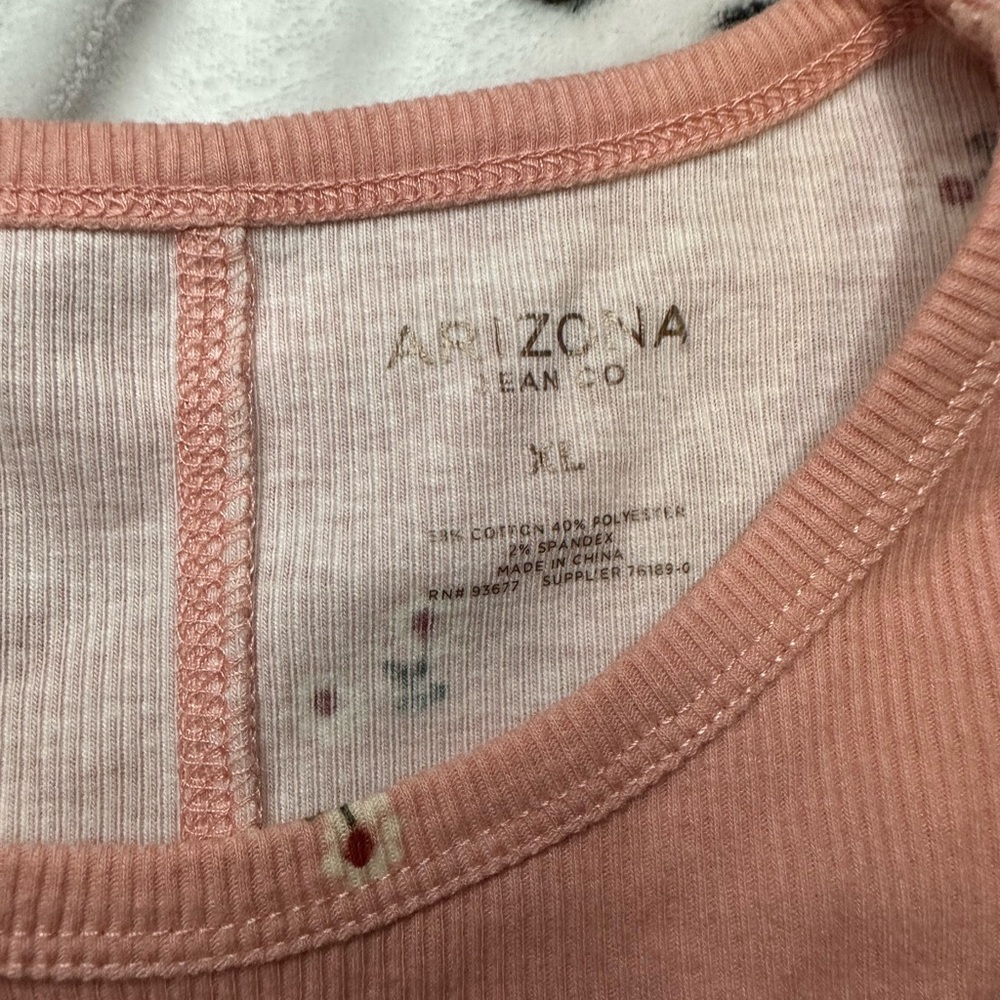 ARIZONA
JEAN CO
XL
58% COTTON 40% POLYESTER
2% SPANDEX
MADE IN CHINA
RN# 93677 SUPPLIER 76189-0